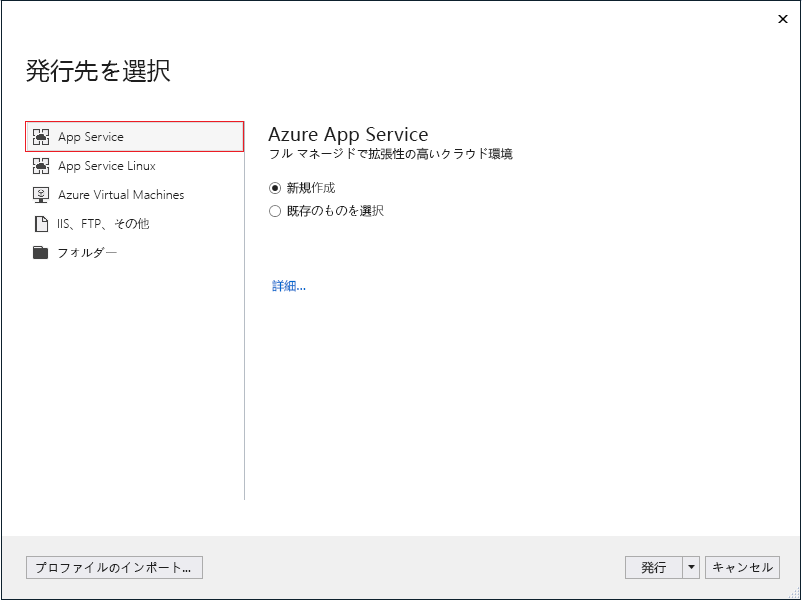 発行先を選択
App Service
App Service Linux
Azure Virtual Machines
IIS、FTP、その他
フォルダー
Azure App Service
フル マネージドで拡張性の高いクラウド環境
新規作成
既存のものを選択
詳細...
プロファイルのインポート...
発行
キャンセル